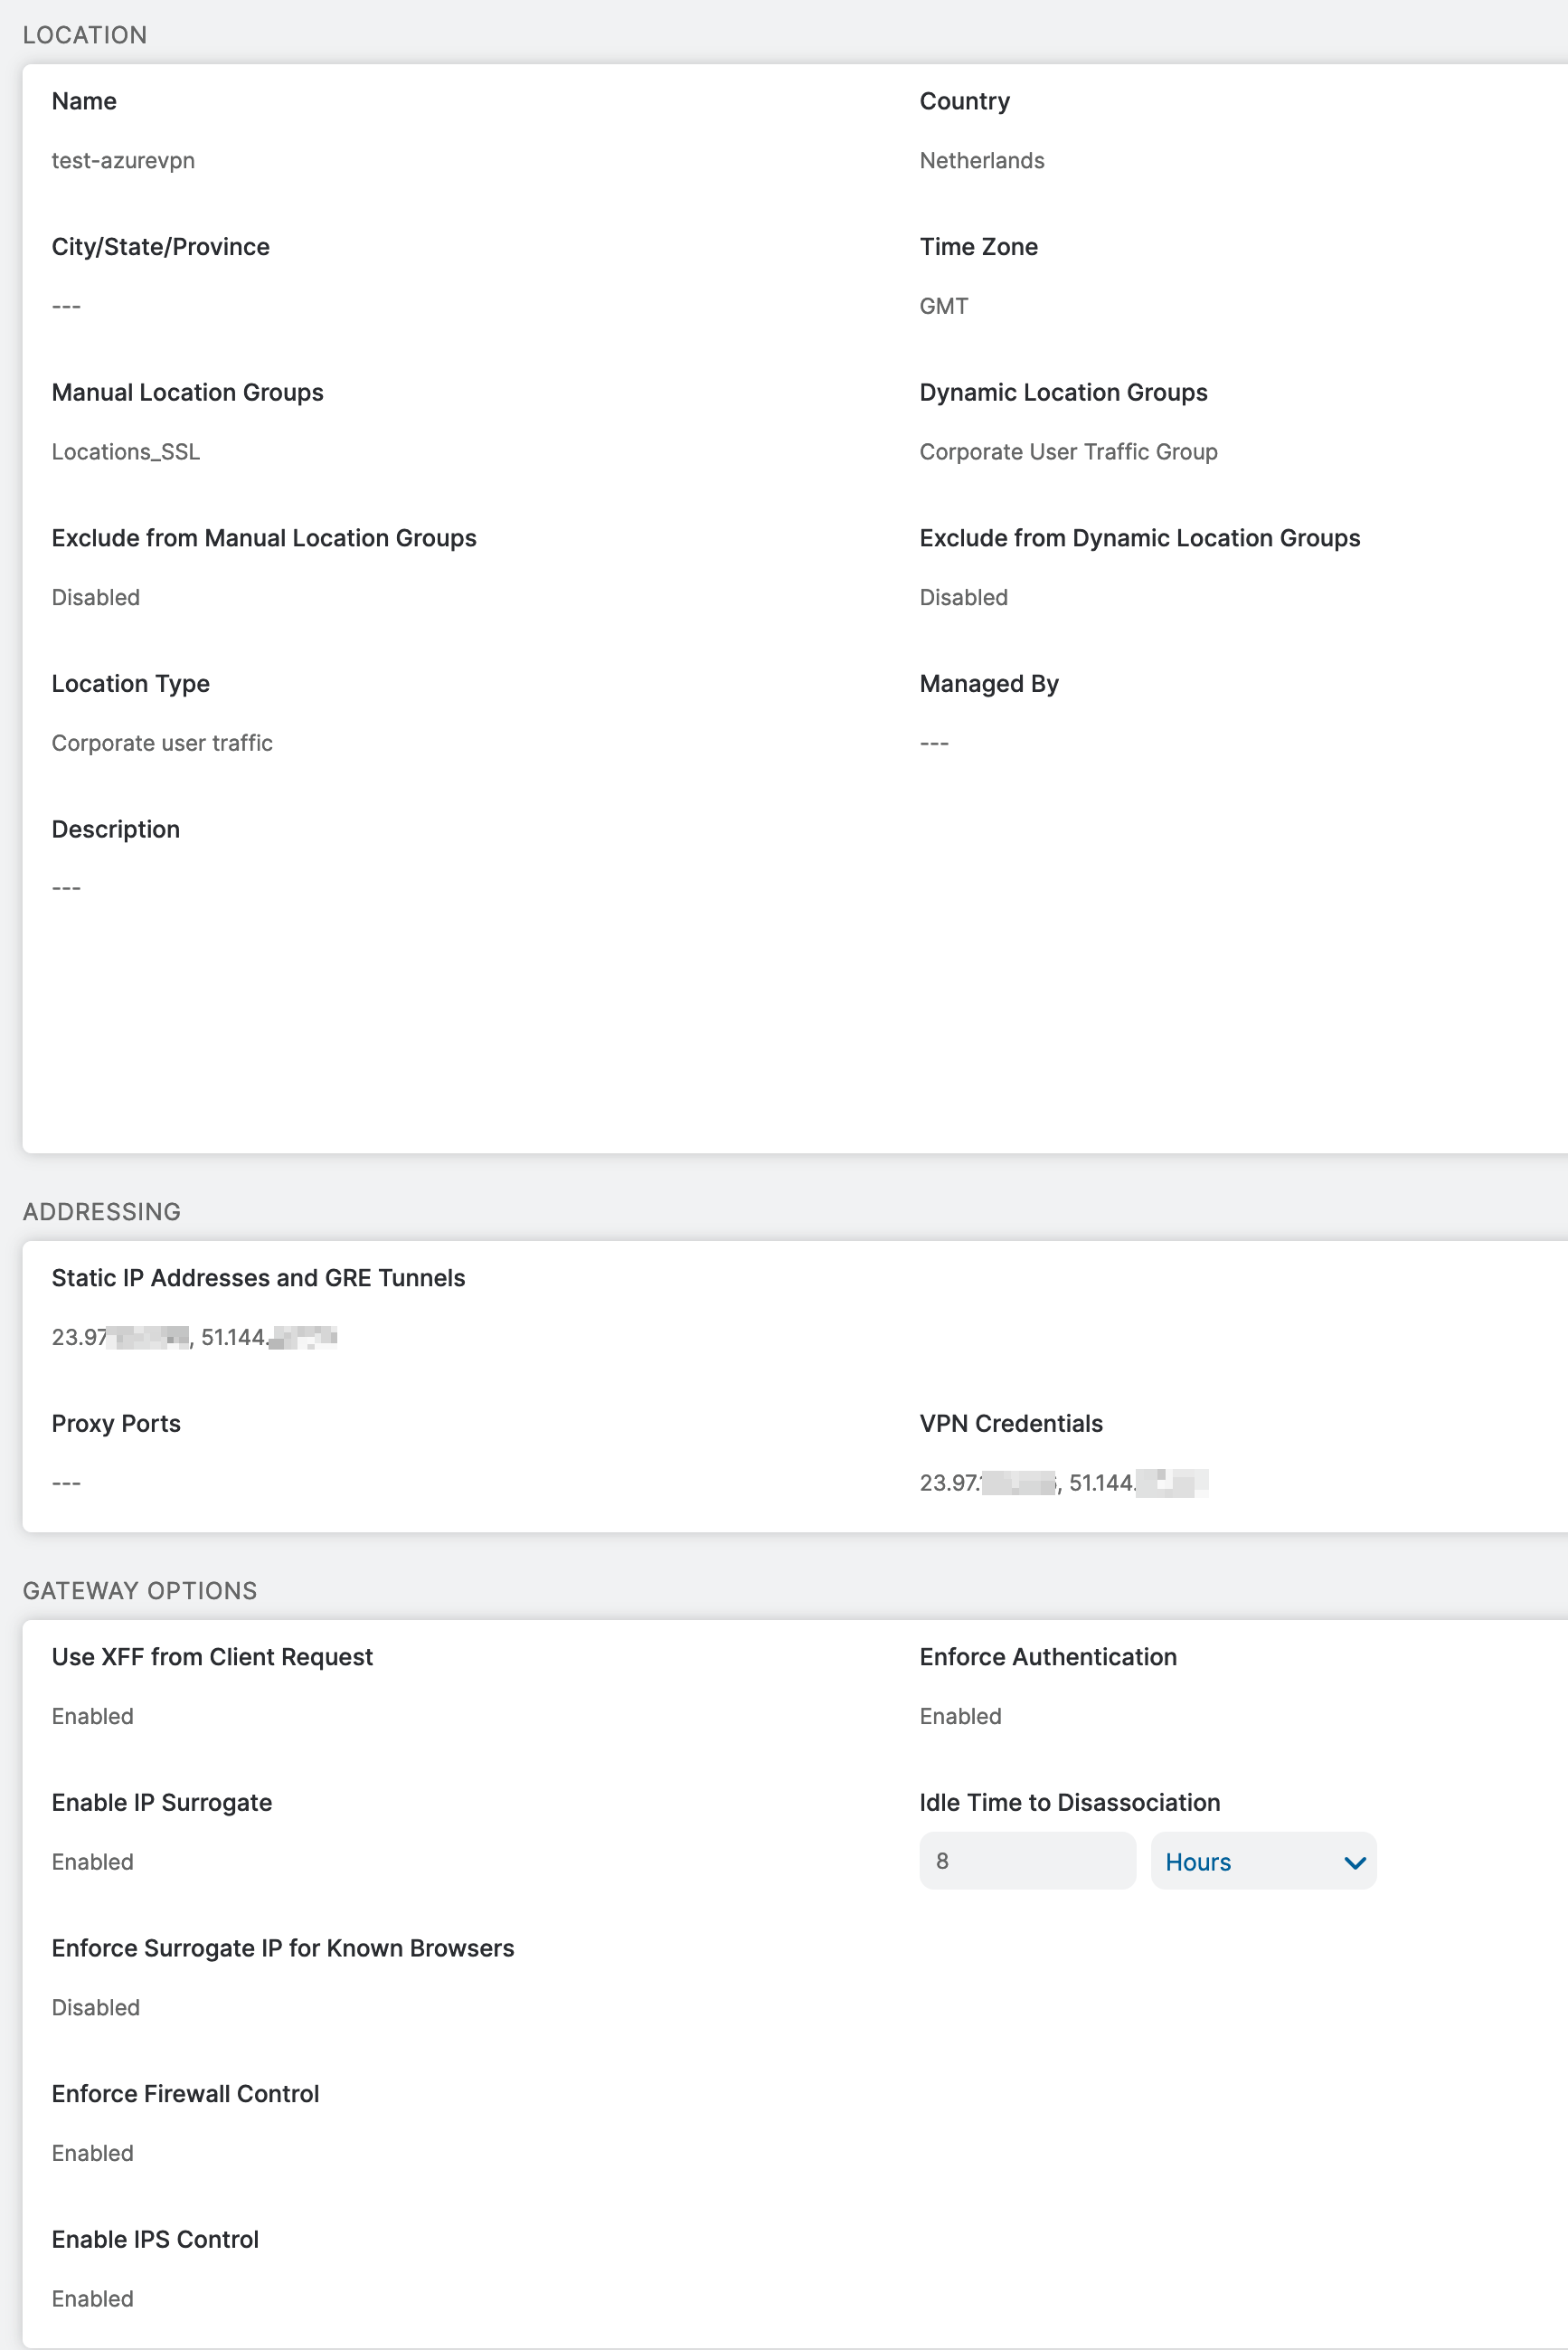 LOCATION
Name
Country
test-azurevpn
Netherlands
City/State/Province
Time Zone
---
GMT
Manual Location Groups
Dynamic Location Groups
Locations_SSL
Corporate User Traffic Group
Exclude from Manual Location Groups
Exclude from Dynamic Location Groups
Disabled
Disabled
Location Type
Managed By
Corporate user traffic
---
Description
---
ADDRESSING
Static IP Addresses and GRE Tunnels
23.97 , 51.144.
Proxy Ports
VPN Credentials
---
23.97. , 51.144.
GATEWAY OPTIONS
Use XFF from Client Request
Enforce Authentication
Enabled
Enabled
Enable IP Surrogate
Idle Time to Disassociation
Enabled
8
Hours
Enforce Surrogate IP for Known Browsers
Disabled
Enforce Firewall Control
Enabled
Enable IPS Control
Enabled